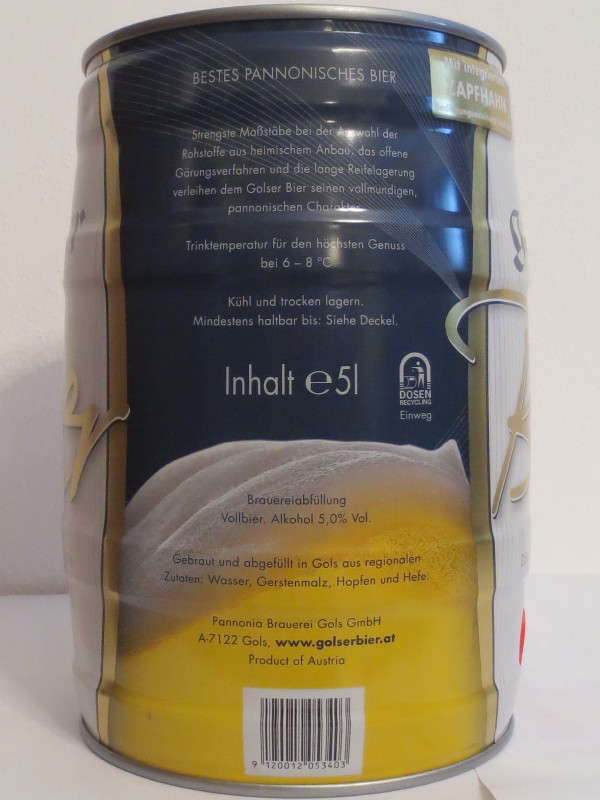 BESTES PANNONISCHES BIER
Mit integriertem
ZAPFHAHN
Strengste Maßstäbe bei der Auswahl der
Rohstoffe aus heimischem Anbau, das offene
Gärungsverfahren und die lange Reifelagerung
verleihen dem Golser Bier seinen vollmundigen,
pannonischen Charakter.
Trinktemperatur für den höchsten Genuss
bei 6 – 8 °C
Kühl und trocken lagern.
Mindestens haltbar bis: Siehe Deckel.
Inhalt ℮5l
DOSEN
RECYCLING
Einweg
Brauereiabfüllung
Vollbier. Alkohol 5,0% Vol.
Gebraut und abgefüllt in Gols aus regionalen
Zutaten: Wasser, Gerstenmalz, Hopfen und Hefe.
Pannonia Brauerei Gols GmbH
A-7122 Gols, www.golserbier.at
Product of Austria
9 120012 053403